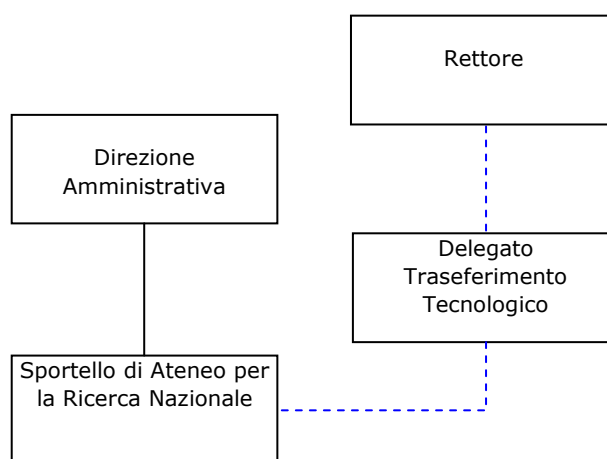 Rettore
Direzione
Amministrativa
Delegato
Traseferimento
Tecnologico
Sportello di Ateneo per
la Ricerca Nazionale